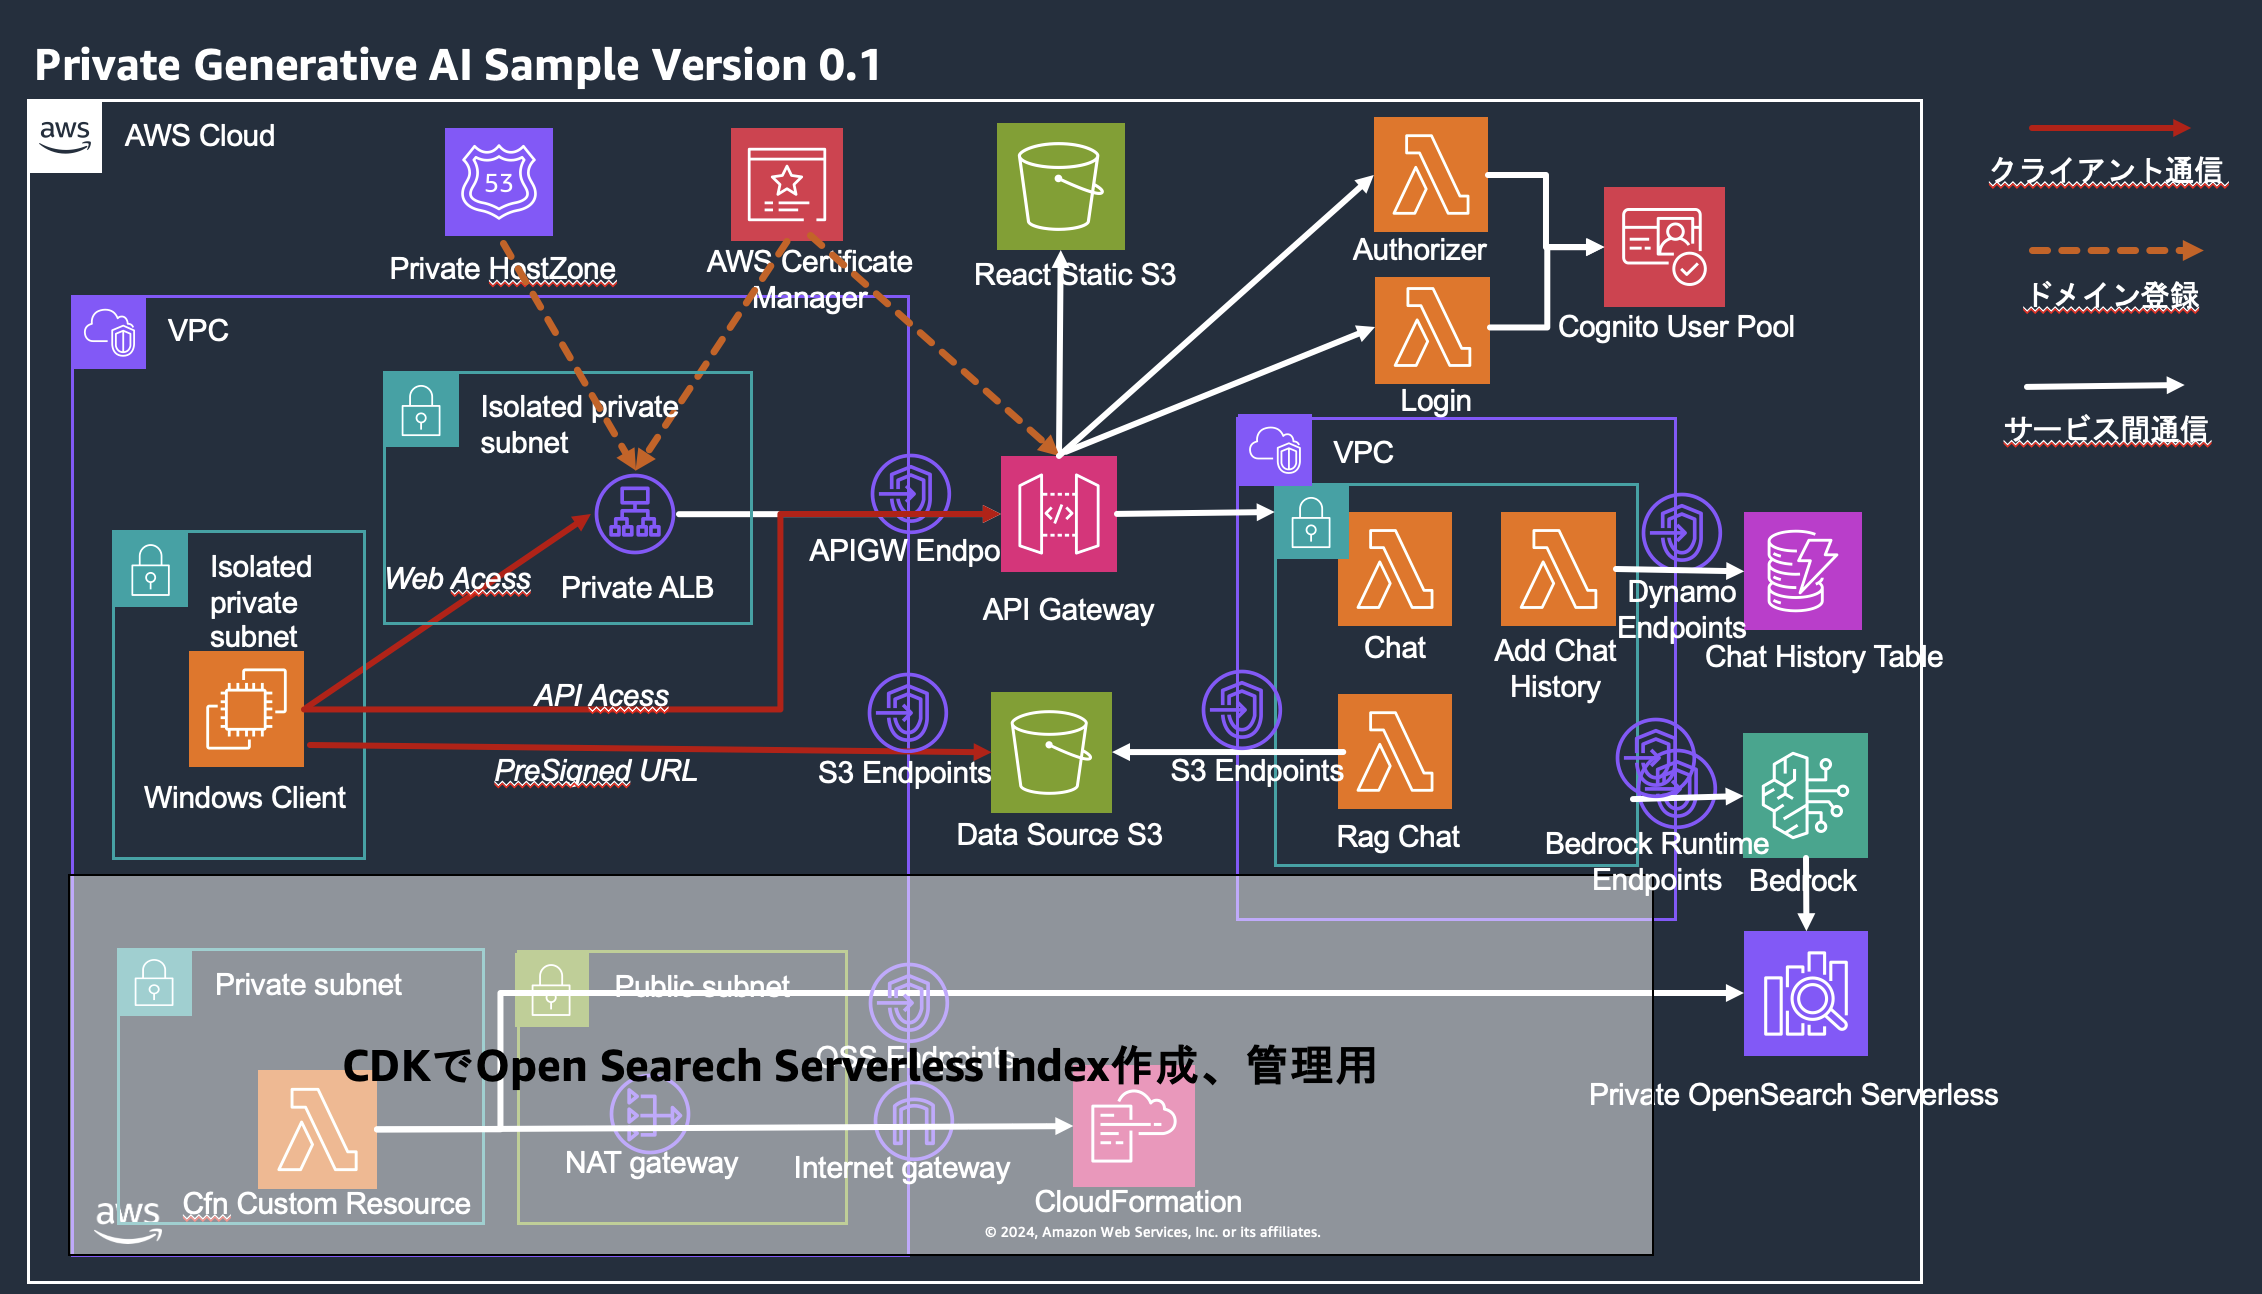 Private Generative AI Sample Version 0.1
aws
AWS Cloud
53
Private HostZone
AWS Certificate
Manager
React Static S3
Authorizer
Login
Cognito User Pool
クライアント通信
ドメイン登録
サービス間通信
VPC
Isolated private
subnet
Private ALB
Web Acess
Isolated
private
subnet
Windows Client
API Acess
PreSigned URL
APIGW Endpo
API Gateway
S3 Endpoints
Data Source S3
VPC
Chat
Add Chat
History
Rag Chat
S3 Endpoints
Dynamo
Endpoints
Chat History Table
Bedrock Runtime
Endpoints
Bedrock
Private OpenSearch Serverless
Private subnet
Public subnet
OSS Endpoints
CDKでOpen Searech Serverless Index作成、管理用
Cfn Custom Resource
NAT gateway
Internet gateway
CloudFormation
aws
© 2024, Amazon Web Services, Inc. or its affiliates.